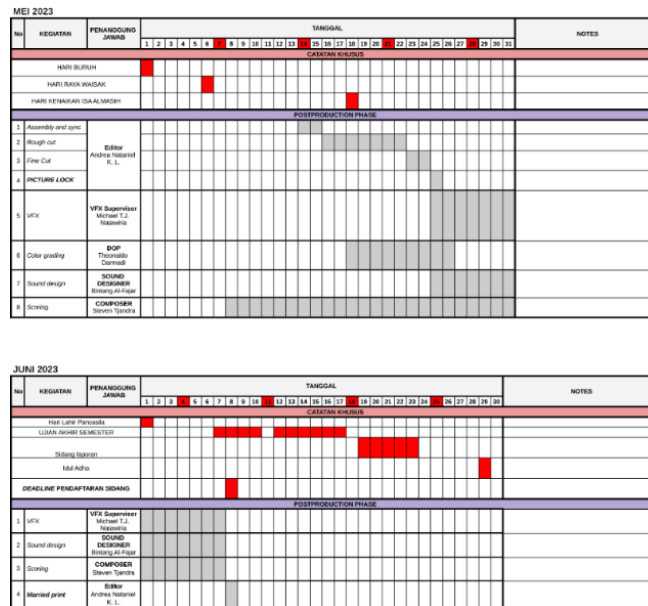 MEI 2023
No KEGIATAN PENANGGUNG JAWAB TANGGAL NOTES
1 2 3 4 5 6 7 8 9 10 11 12 13 14 15 16 17 18 19 20 21 22 23 24 25 26 27 28 29 30 31
CATATAN KHUSUS
HARI BURUH
HARI RAYA WAISAK
HARI KENAIKAN ISA ALMASIH
POSTPRODUCTION PHASE
1 Assembly and sync
Editor
Andrea Nataniel
K. L.
2 Rough cut
3 Fine Cut
4 PICTURE LOCK
5 VFX
VFX Supervisor
Michael T.J.
6 Color grading
DOP
Theonaldo
Dermadi
7 Sound design
SOUND
DESIGNER
Bintang Al-Fajar
8 Scoring
COMPOSER
Steven Tjandra
JUNI 2023
No KEGIATAN PENANGGUNG JAWAB TANGGAL NOTES
1 2 3 4 5 6 7 8 9 10 11 12 13 14 15 16 17 18 19 20 21 22 23 24 25 26 27 28 29 30
CATATAN KHUSUS
Hari Lahir Pancasila
UJIAN AKHIR SEMESTER
Sidang laporan
Idul Adha
DEADLINE PENDAFTARAN SIDANG
POSTPRODUCTION PHASE
1 VFX
VFX Supervisor
Michael T.J.
2 Sound design
SOUND
DESIGNER
Bintang Al-Fajar
3 Scoring
COMPOSER
Steven Tjandra
4 Married print
Editor
Andrea Nataniel
K. L.